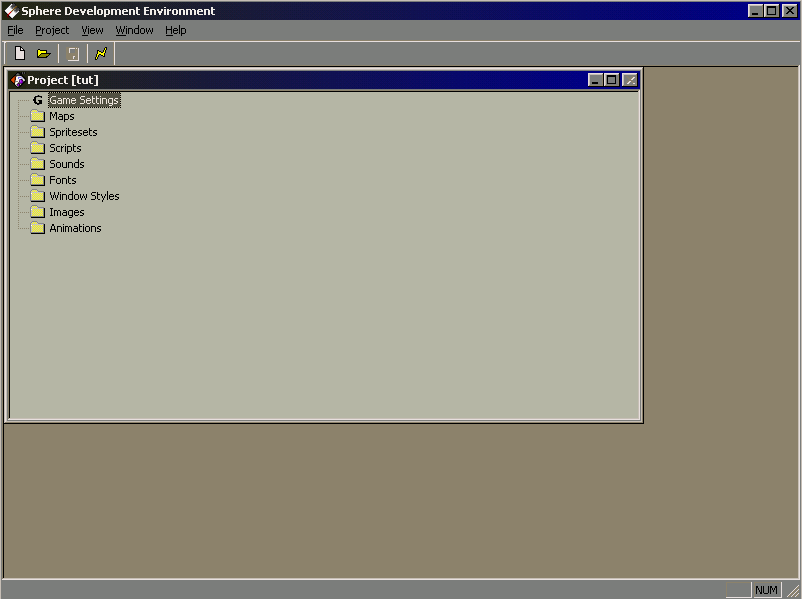 Sphere Development Environment
File Project View Window Help
Project [tut]
G Game Settings
Maps
Spritesets
Scripts
Sounds
Fonts
Window Styles
Images
Animations
NUM